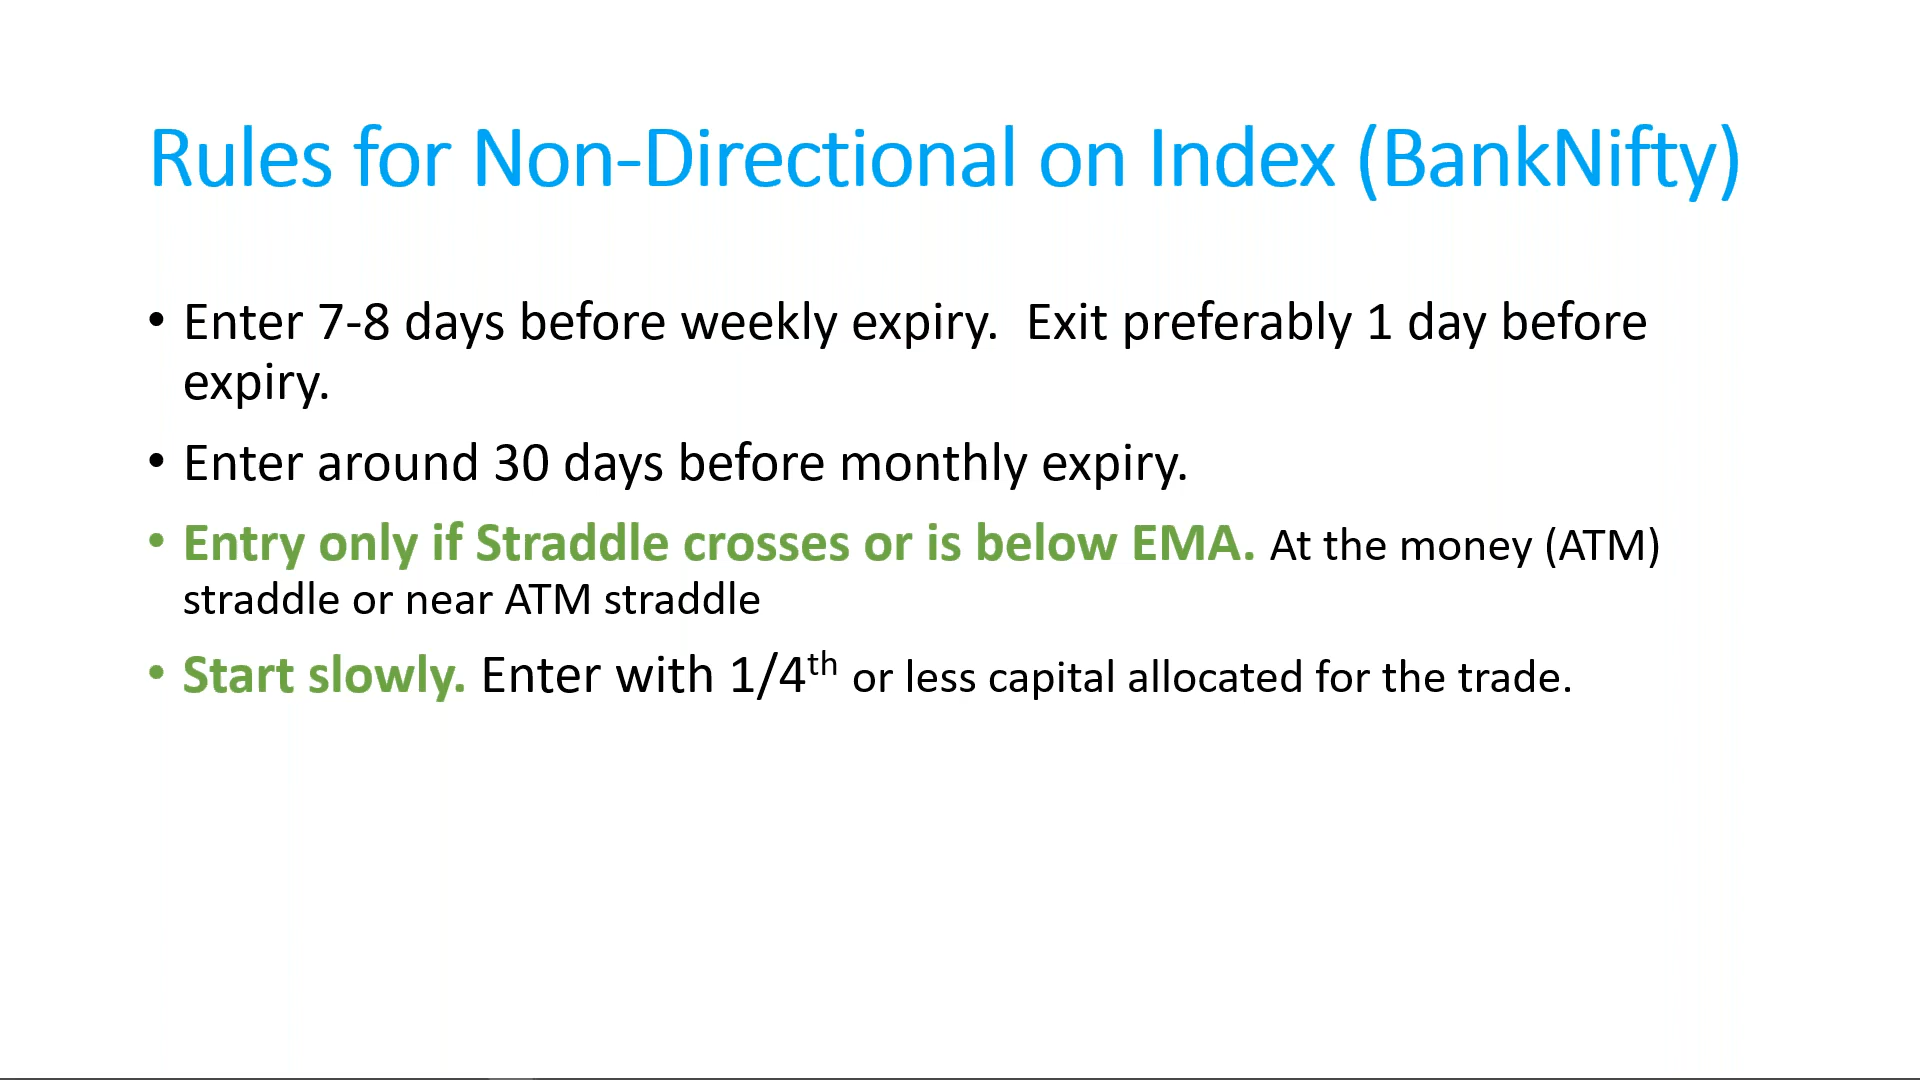 Rules for Non-Directional on Index (BankNifty)
• Enter 7-8 days before weekly expiry.  Exit preferably 1 day before
expiry.
• Enter around 30 days before monthly expiry.
• Entry only if Straddle crosses or is below EMA. At the money (ATM)
straddle or near ATM straddle
• Start slowly. Enter with 1/4th or less capital allocated for the trade.